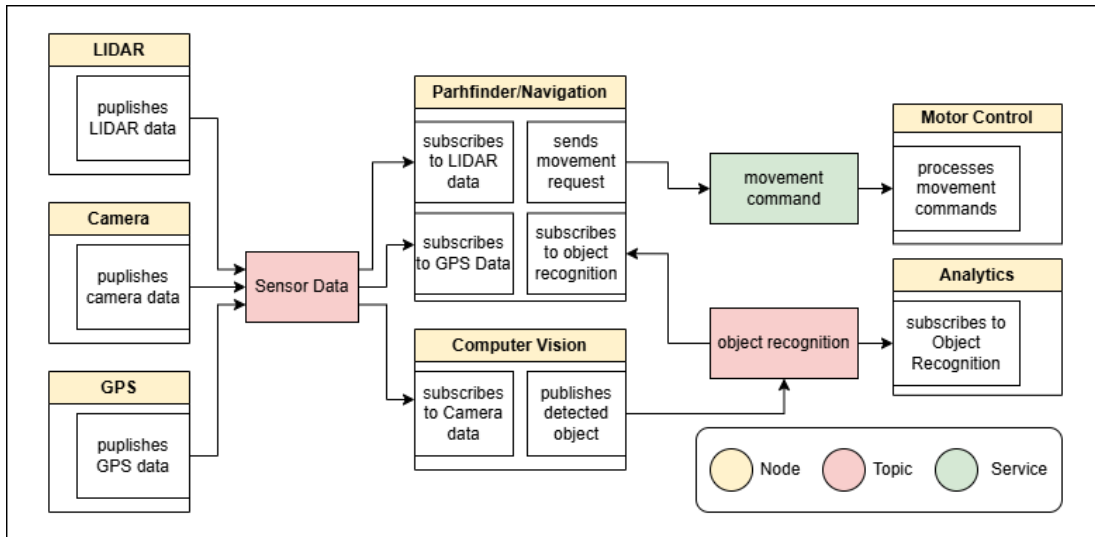 LIDAR
puplishes
LIDAR data
Camera
puplishes
camera data
GPS
puplishes
GPS data
Sensor Data
Parhfinder/Navigation
subscribes
to LIDAR
data
sends
movement
request
subscribes
to GPS Data
subscribes
to object
recognition
Computer Vision
subscribes
to Camera
data
publishes
detected
object
movement
command
object recognition
Motor Control
processes
movement
commands
Analytics
subscribes to
Object
Recognition
Node
Topic
Service